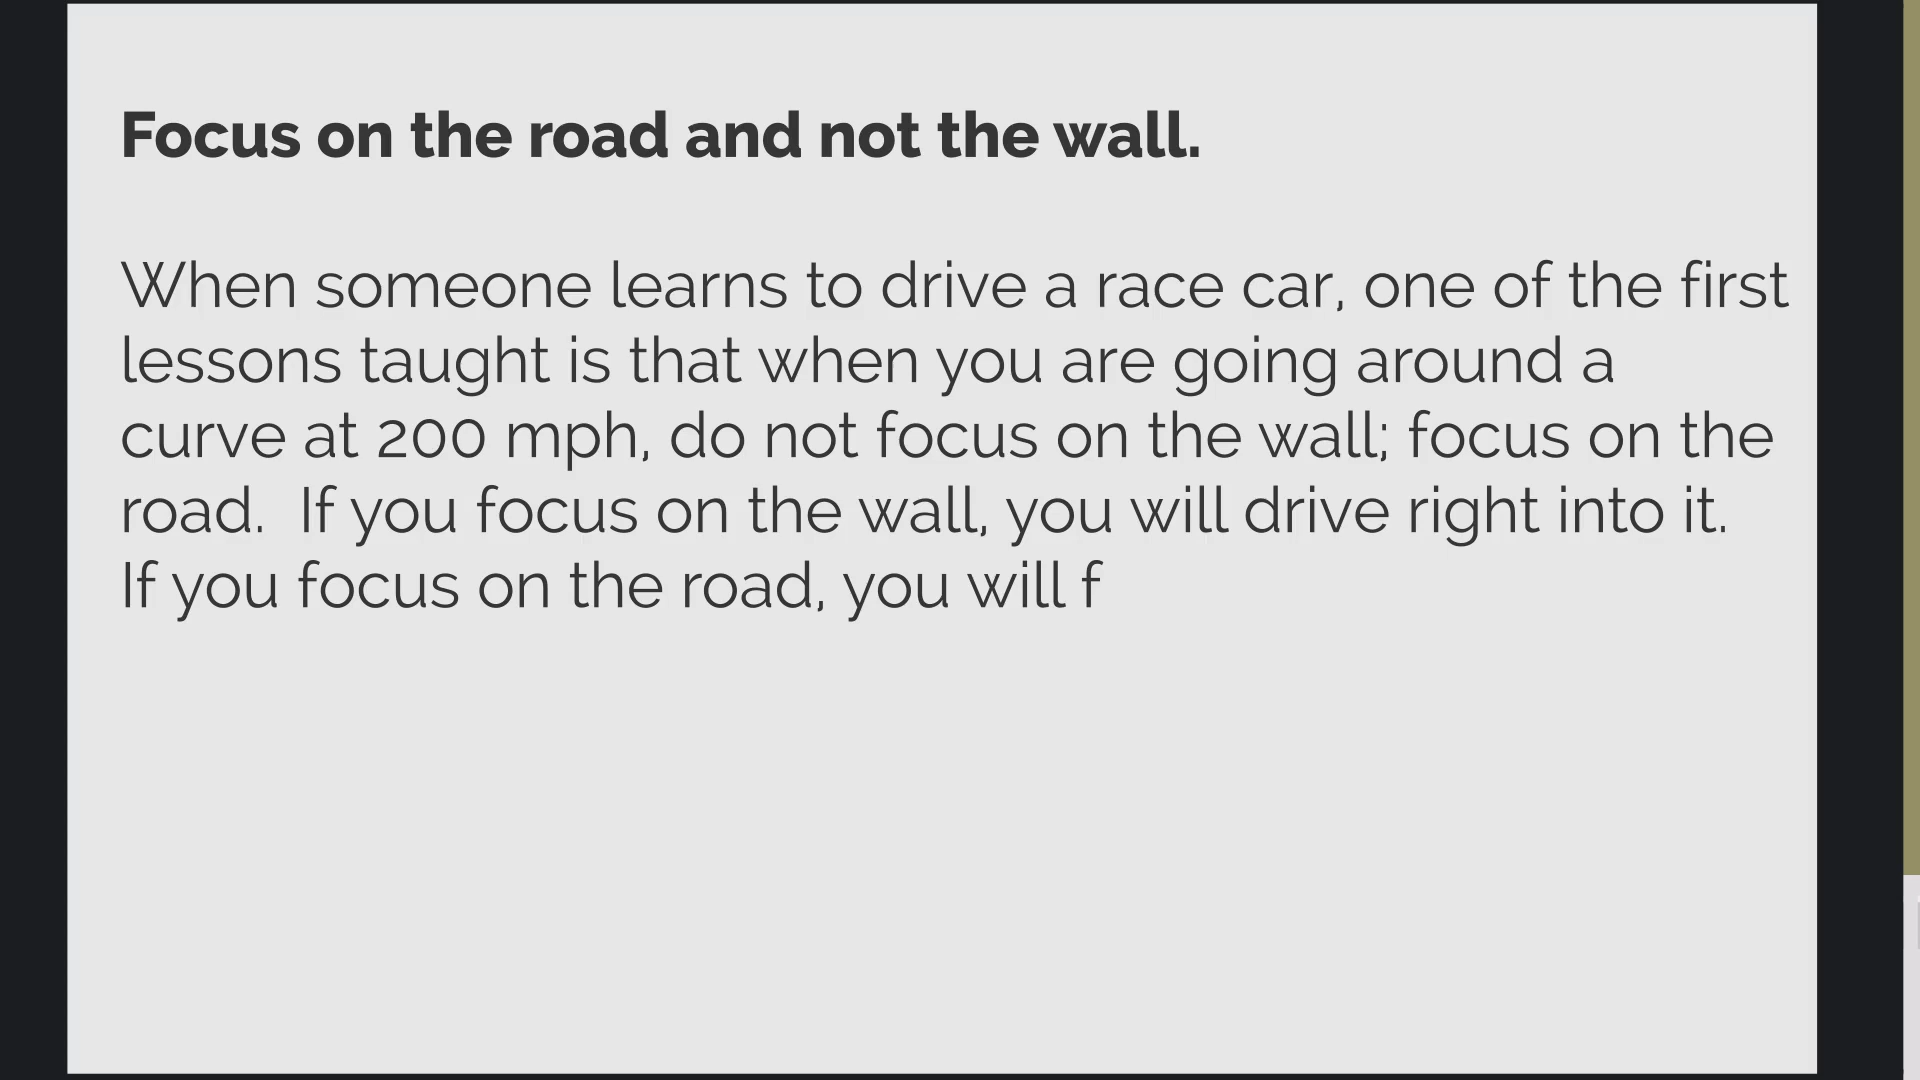 Focus on the road and not the wall.
When someone learns to drive a race car, one of the first
lessons taught is that when you are going around a
curve at 200 mph, do not focus on the wall; focus on the
road.  If you focus on the wall, you will drive right into it.
If you focus on the road, you will f